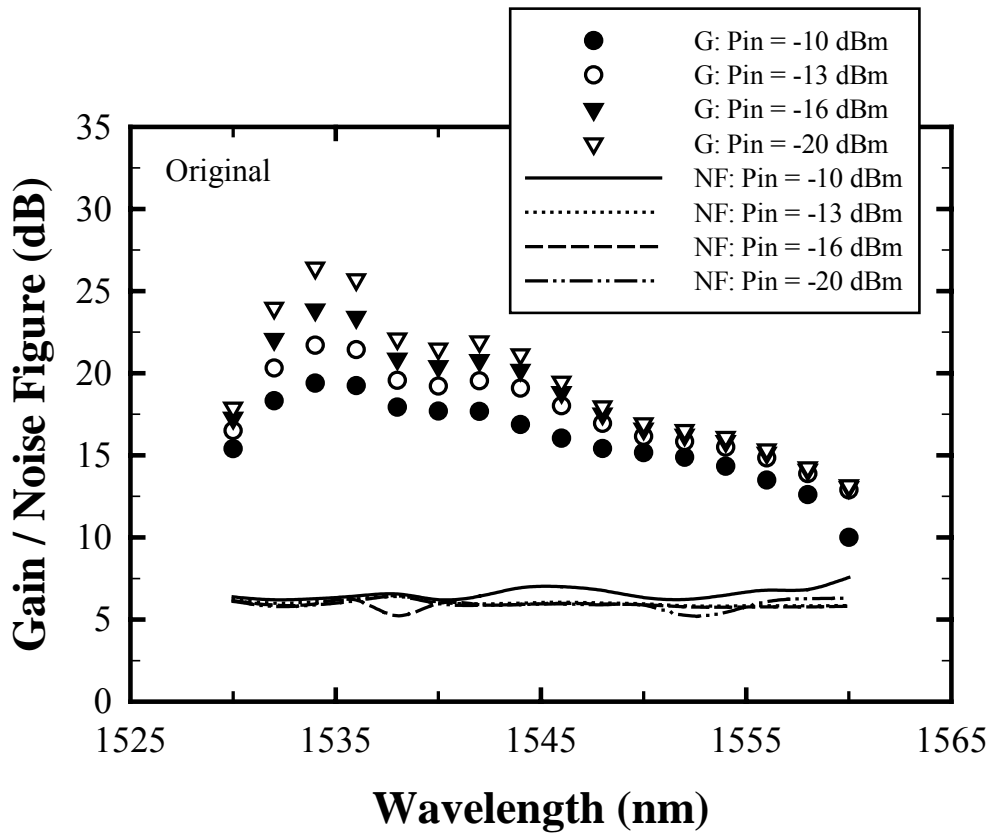 G: Pin = -10 dBm
G: Pin = -13 dBm
G: Pin = -16 dBm
G: Pin = -20 dBm
NF: Pin = -10 dBm
NF: Pin = -13 dBm
NF: Pin = -16 dBm
NF: Pin = -20 dBm
Original
Gain / Noise Figure (dB)
35
30
25
20
15
10
5
0
1525
1535
1545
1555
1565
Wavelength (nm)